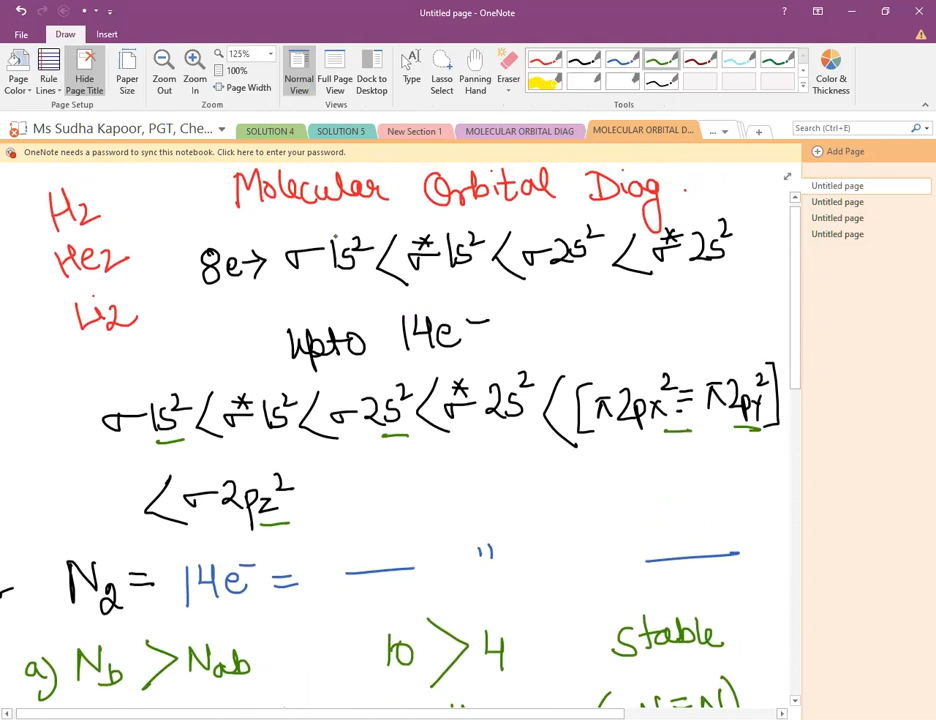 Untitled page - OneNote
File Draw Insert
Page Color Rule Lines Hide Page Title Paper Size Zoom Out Zoom In 125% 100% Page Width Normal View Full Page View Dock to Desktop Type Lasso Select Panning Hand Eraser Color & Thickness
Page Setup Zoom Views Tools
Ms Sudha Kapoor, PGT, Che... SOLUTION 4 SOLUTION 5 New Section 1 MOLECULAR ORBITAL DIAG MOLECULAR ORBITAL D... ... Search (Ctrl+E)
OneNote needs a password to sync this notebook. Click here to enter your password.
Add Page
Untitled page
Untitled page
Untitled page
Untitled page
Molecular Orbital Diag.
H2
He2
Li2
8e→ σ1s² < σ*1s² < σ2s² < σ*2s²
upto 14e⁻
σ1s² < σ*1s² < σ2s² < σ*2s² < [π2px² = π2py²]
< σ2pz²
N2 = 14e⁻ = — " —
a) Nb > Nab 10 > 4 stable
(N≡N)